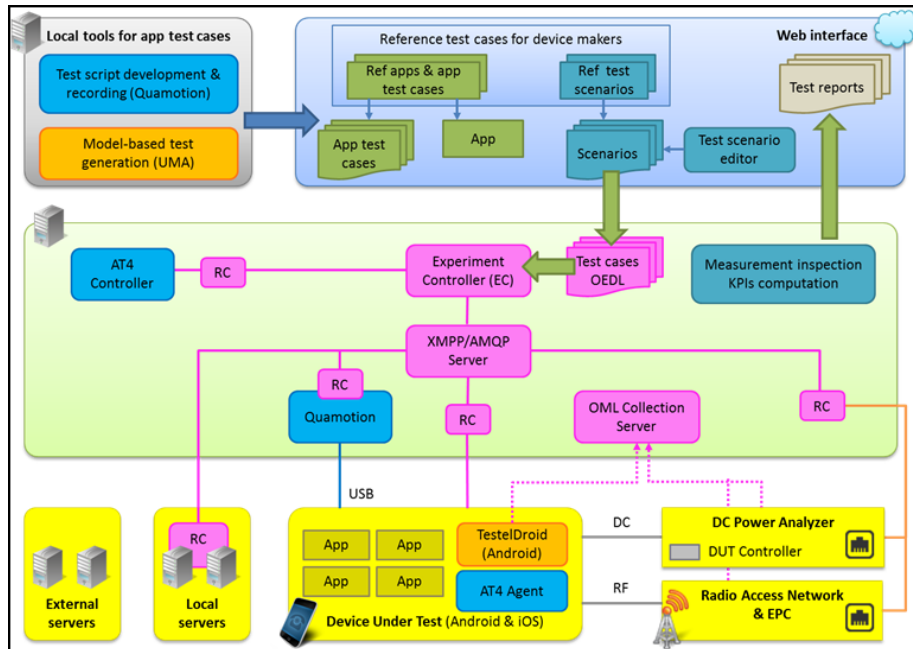 Local tools for app test cases
Test script development &
recording (Quamotion)
Model-based test
generation (UMA)
Web interface
Reference test cases for device makers
Ref apps & app
test cases
Ref test
scenarios
Test reports
App test
cases
App
Scenarios
Test scenario
editor
AT4
Controller
RC
Experiment
Controller (EC)
Test cases
OEDL
Measurement inspection
KPIs computation
XMPP/AMQP
Server
RC
Quamotion
RC
OML Collection
Server
RC
USB
External
servers
RC
Local
servers
App
App
App
App
TestelDroid
(Android)
AT4 Agent
Device Under Test (Android & iOS)
DC
RF
DC Power Analyzer
DUT Controller
Radio Access Network
& EPC